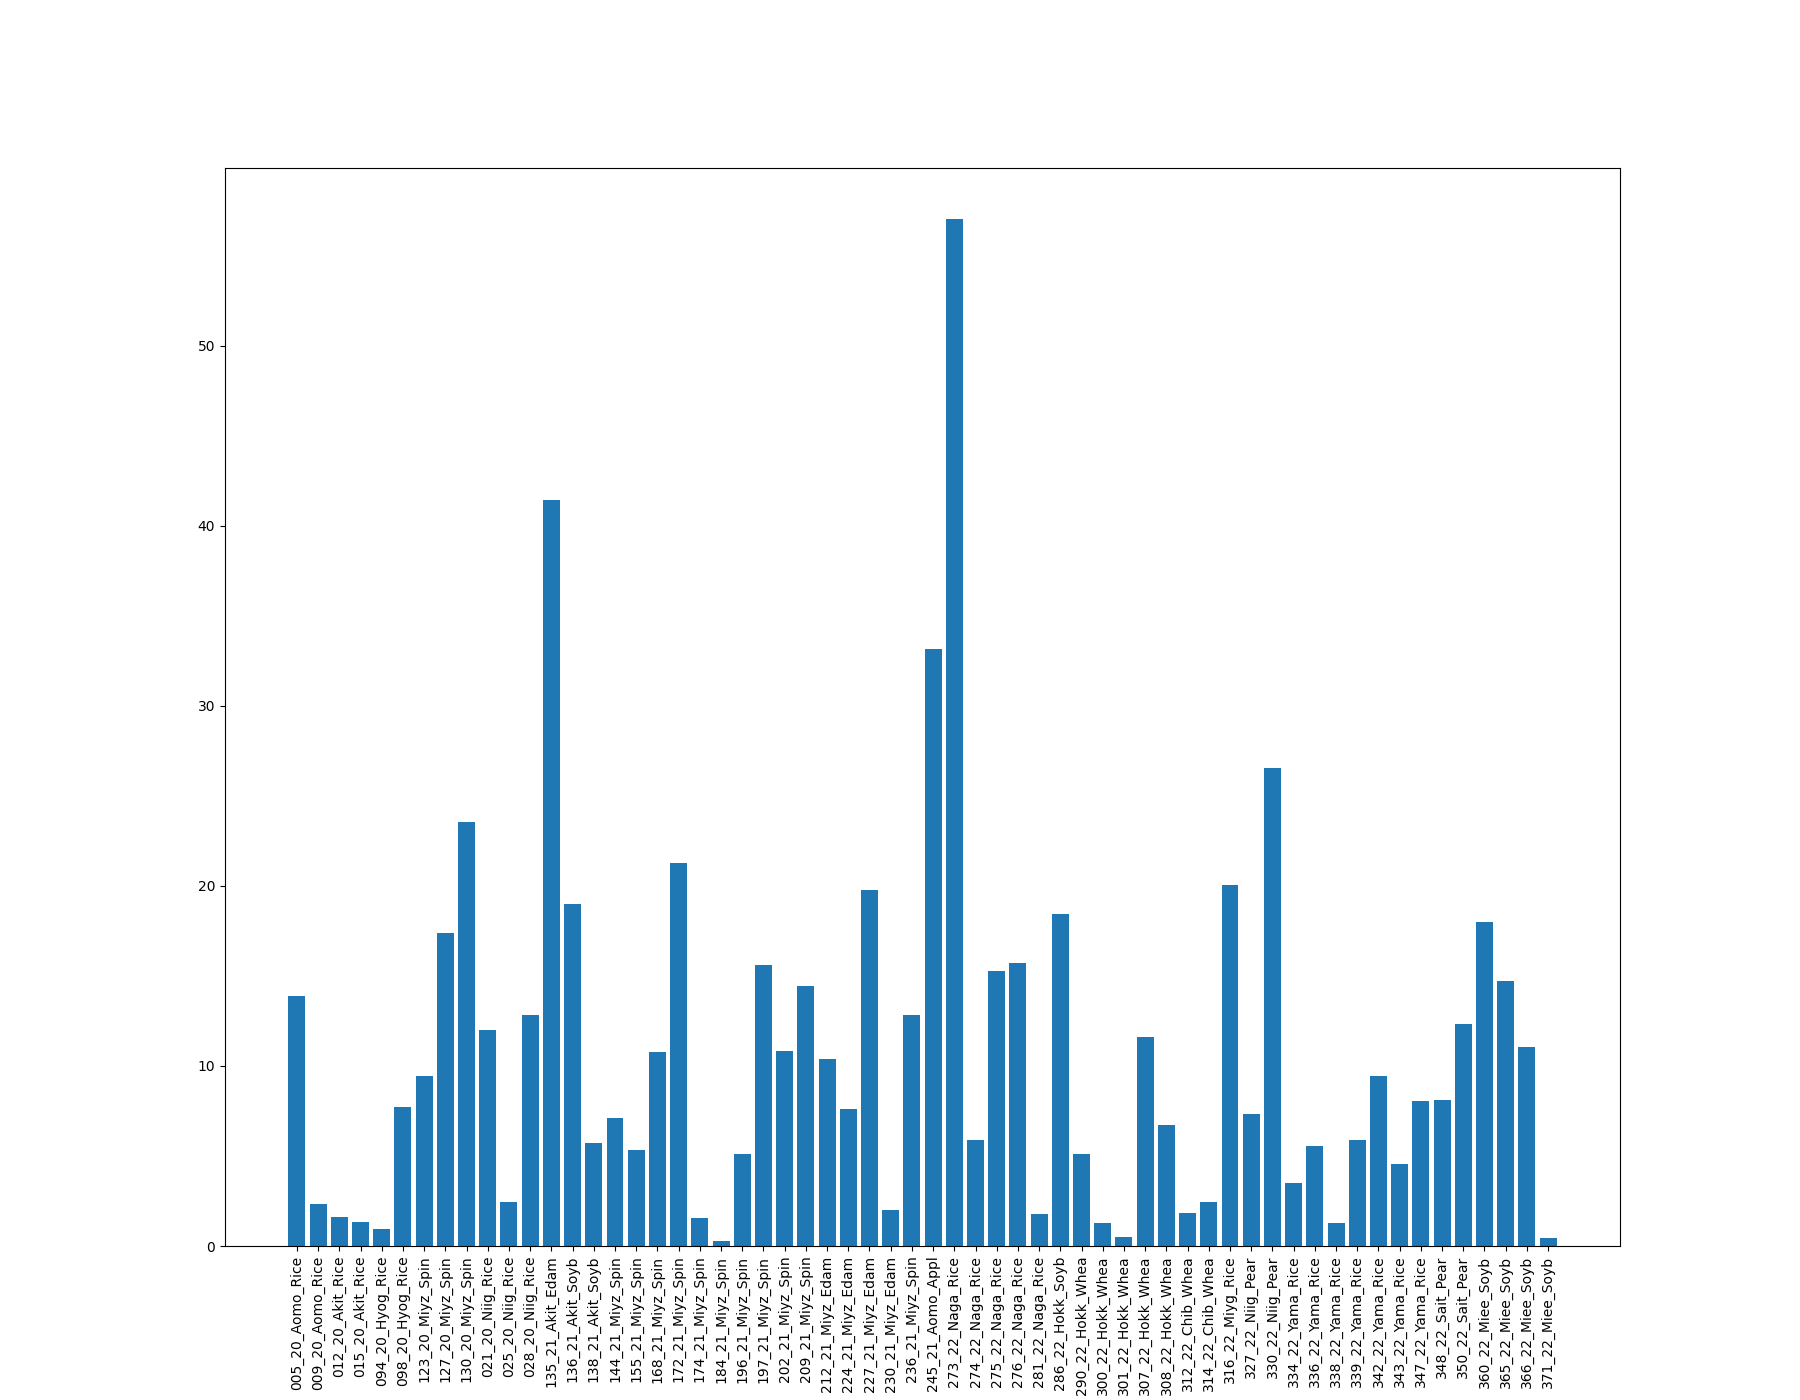 50
40
30
20
10
0
005_20_Aomo_Rice
009_20_Aomo_Rice
012_20_Akit_Rice
015_20_Akit_Rice
094_20_Hyog_Rice
098_20_Hyog_Rice
123_20_Miyz_Spin
127_20_Miyz_Spin
130_20_Miyz_Spin
021_20_Niig_Rice
025_20_Niig_Rice
028_20_Niig_Rice
135_21_Akit_Edam
136_21_Akit_Soyb
138_21_Akit_Soyb
144_21_Miyz_Spin
155_21_Miyz_Spin
168_21_Miyz_Spin
172_21_Miyz_Spin
174_21_Miyz_Spin
184_21_Miyz_Spin
196_21_Miyz_Spin
197_21_Miyz_Spin
202_21_Miyz_Spin
209_21_Miyz_Spin
212_21_Miyz_Edam
224_21_Miyz_Edam
227_21_Miyz_Edam
230_21_Miyz_Edam
236_21_Miyz_Spin
245_21_Aomo_Appl
273_22_Naga_Rice
274_22_Naga_Rice
275_22_Naga_Rice
276_22_Naga_Rice
281_22_Naga_Rice
286_22_Hokk_Soyb
290_22_Hokk_Whea
300_22_Hokk_Whea
301_22_Hokk_Whea
307_22_Hokk_Whea
308_22_Hokk_Whea
312_22_Chib_Whea
314_22_Chib_Whea
316_22_Miyg_Rice
327_22_Niig_Pear
330_22_Niig_Pear
334_22_Yama_Rice
336_22_Yama_Rice
338_22_Yama_Rice
339_22_Yama_Rice
342_22_Yama_Rice
343_22_Yama_Rice
347_22_Yama_Rice
348_22_Sait_Pear
350_22_Sait_Pear
360_22_Miee_Soyb
365_22_Miee_Soyb
366_22_Miee_Soyb
371_22_Miee_Soyb